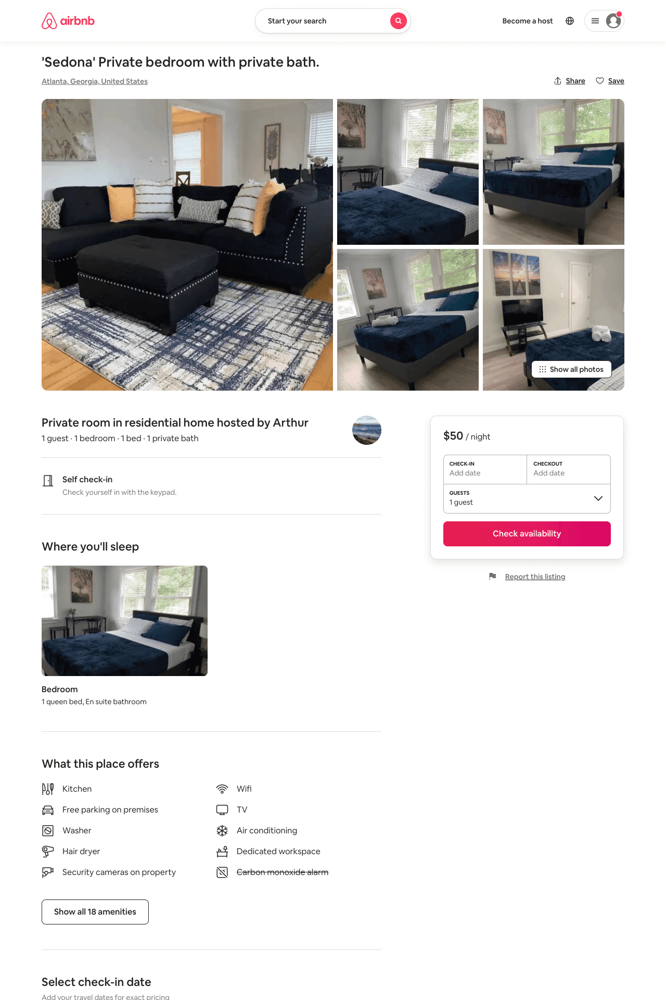 airbnb
Start your search
Become a host
'Sedona' Private bedroom with private bath.
Atlanta, Georgia, United States
Share
Save
Show all photos
Private room in residential home hosted by Arthur
1 guest · 1 bedroom · 1 bed · 1 private bath
Self check-in
Check yourself in with the keypad.
$50 / night
CHECK-IN
Add date
CHECKOUT
Add date
GUESTS
1 guest
Check availability
Report this listing
Where you'll sleep
Bedroom
1 queen bed, En suite bathroom
What this place offers
Kitchen
Wifi
Free parking on premises
TV
Washer
Air conditioning
Hair dryer
Dedicated workspace
Security cameras on property
Carbon monoxide alarm
Show all 18 amenities
Select check-in date
Add your travel dates for exact pricing